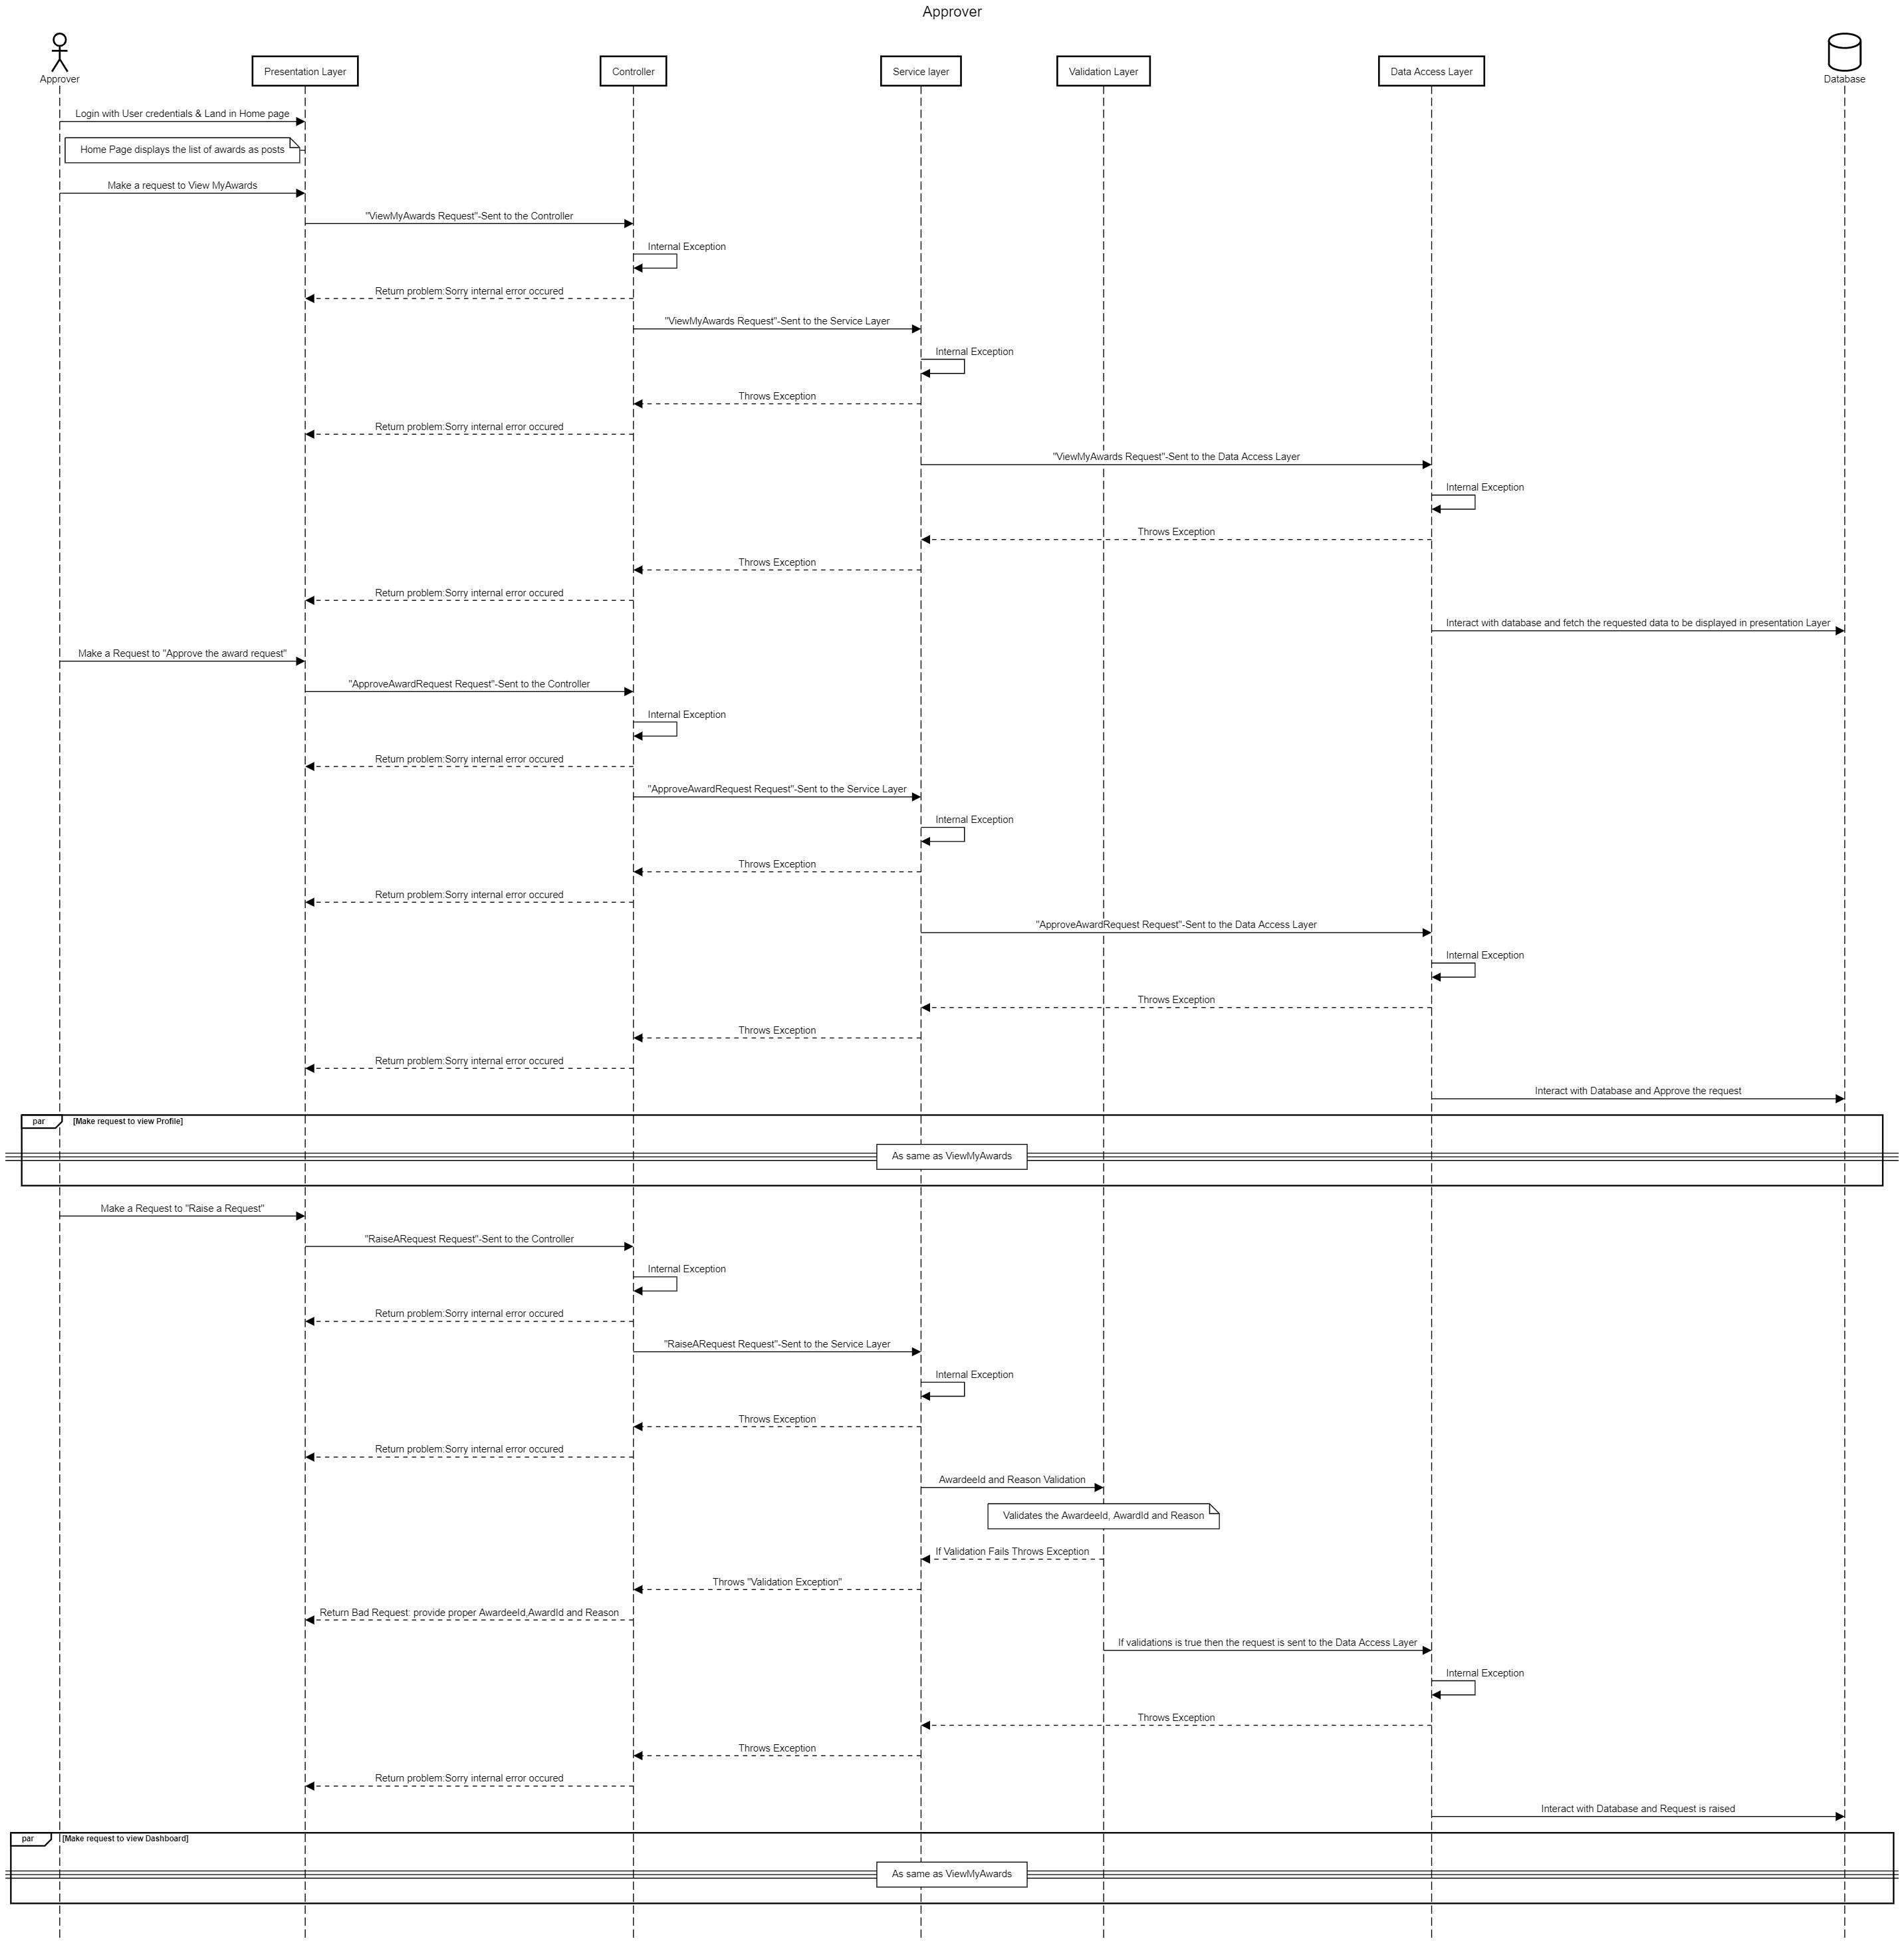 Approver
Approver
Presentation Layer
Controller
Service layer
Validation Layer
Data Access Layer
Database
Login with User credentials & Land in Home page
Home Page displays the list of awards as posts
Make a request to View MyAwards
"ViewMyAwards Request"-Sent to the Controller
Internal Exception
Return problem:Sorry internal error occured
"ViewMyAwards Request"-Sent to the Service Layer
Internal Exception
Throws Exception
Return problem:Sorry internal error occured
"ViewMyAwards Request"-Sent to the Data Access Layer
Internal Exception
Throws Exception
Throws Exception
Return problem:Sorry internal error occured
Interact with database and fetch the requested data to be displayed in presentation Layer
Make a Request to "Approve the award request"
"ApproveAwardRequest Request"-Sent to the Controller
Internal Exception
Return problem:Sorry internal error occured
"ApproveAwardRequest Request"-Sent to the Service Layer
Internal Exception
Throws Exception
Return problem:Sorry internal error occured
"ApproveAwardRequest Request"-Sent to the Data Access Layer
Internal Exception
Throws Exception
Throws Exception
Return problem:Sorry internal error occured
Interact with Database and Approve the request
par [Make request to view Profile]
As same as ViewMyAwards
Make a Request to "Raise a Request"
"RaiseARequest Request"-Sent to the Controller
Internal Exception
Return problem:Sorry internal error occured
"RaiseARequest Request"-Sent to the Service Layer
Internal Exception
Throws Exception
Return problem:Sorry internal error occured
AwardeeId and Reason Validation
Validates the AwardeeId, AwardId and Reason
If Validation Fails Throws Exception
Throws "Validation Exception"
Return Bad Request: provide proper AwardeeId,AwardId and Reason
If validations is true then the request is sent to the Data Access Layer
Internal Exception
Throws Exception
Throws Exception
Return problem:Sorry internal error occured
Interact with Database and Request is raised
par [Make request to view Dashboard]
As same as ViewMyAwards